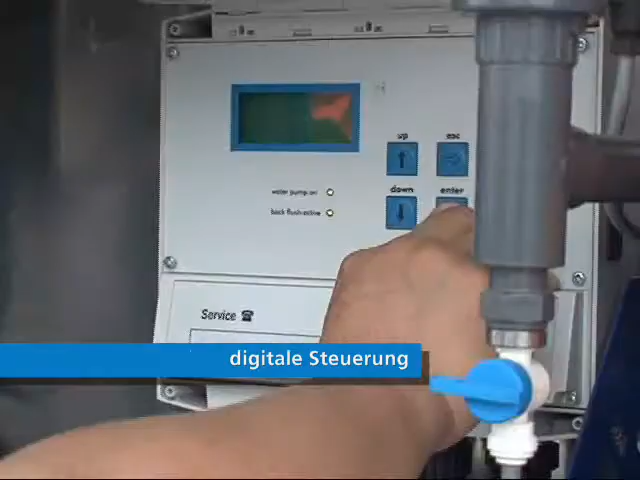 up
esc
down
enter
water pump on
back flush active
Service ☎
digitale Steuerung